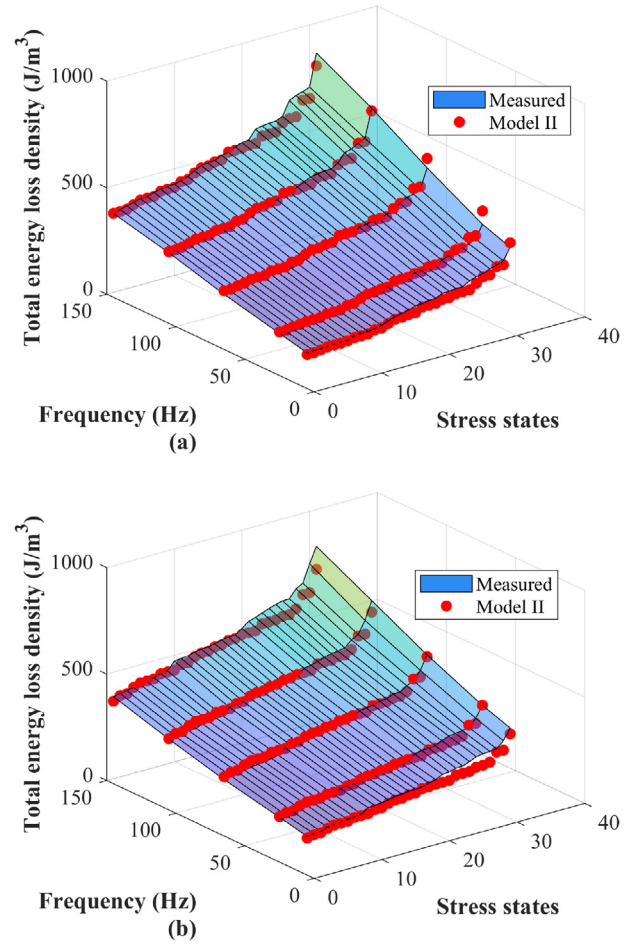 Total energy loss density (J/m³)
1000
500
0
150
100
50
0
Frequency (Hz)
0
10
20
30
40
Stress states
Measured
Model II
(a)
Total energy loss density (J/m³)
1000
500
0
150
100
50
0
Frequency (Hz)
0
10
20
30
40
Stress states
Measured
Model II
(b)